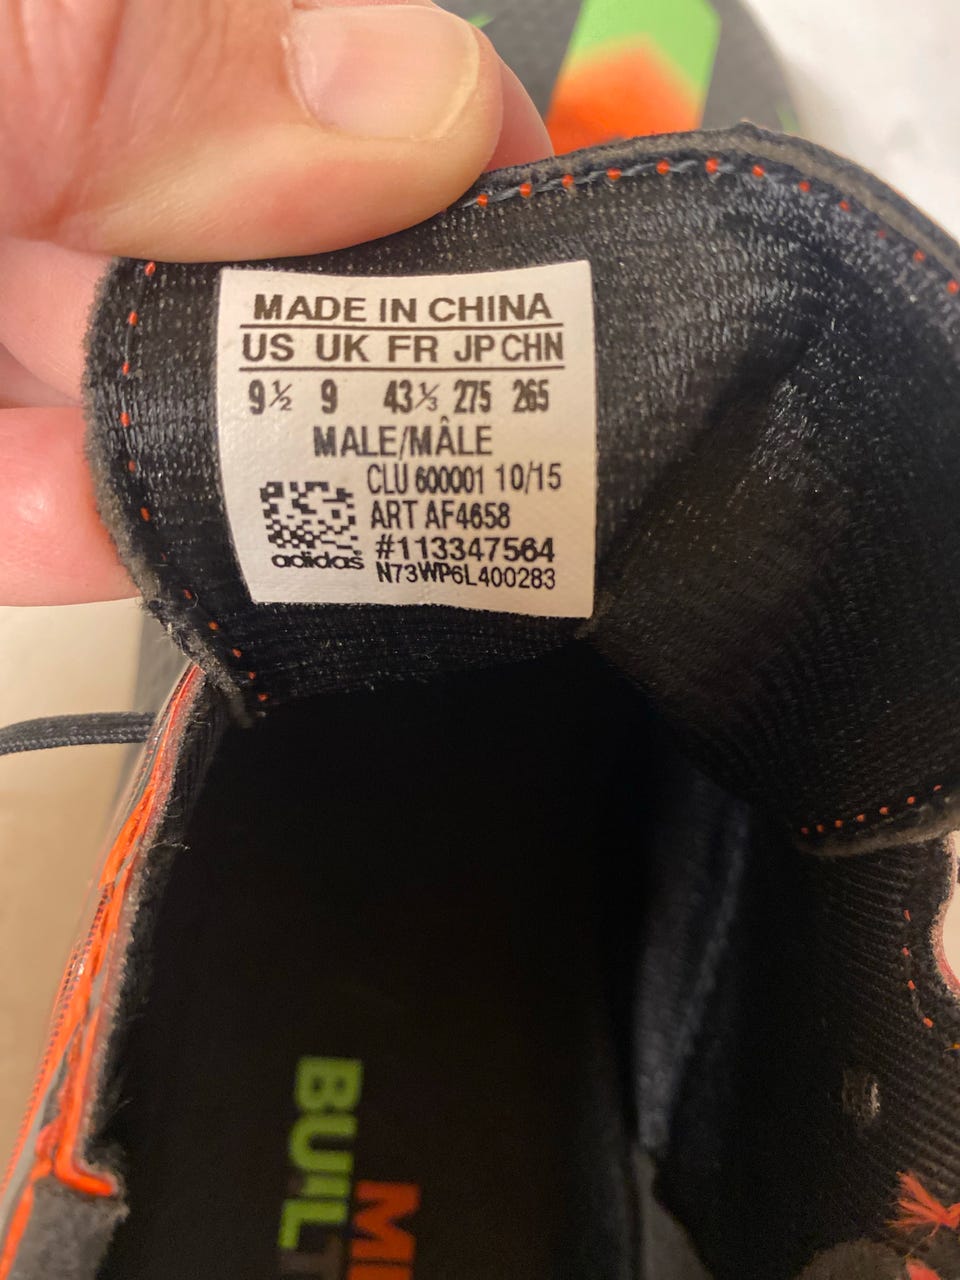 MADE IN CHINA
US UK FR JP CHN
9½ 9 43⅓ 275 265
MALE/MÂLE
CLU 600001 10/15
ART AF4658
#113347564
adidas
N73WP6L400283
BUILT